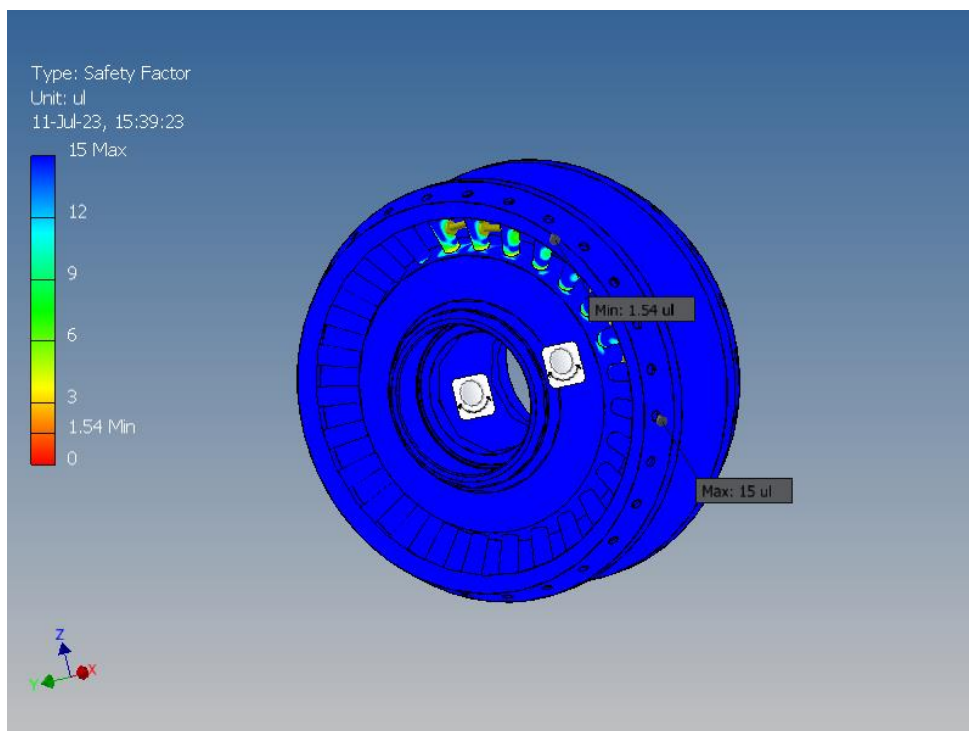 Type: Safety Factor
Unit: ul
11-Jul-23, 15:39:23
15 Max
12
9
6
3
1.54 Min
0
Min: 1.54 ul
Max: 15 ul
Z
Y
X